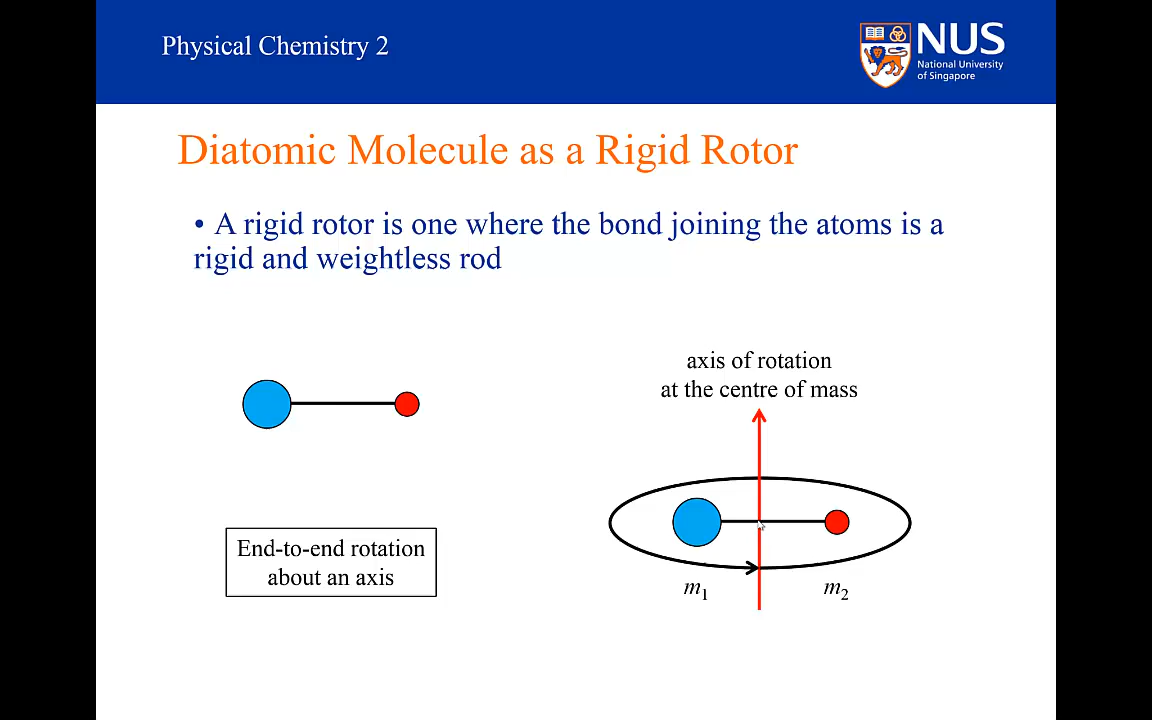 Physical Chemistry 2
NUS
National University
of Singapore
Diatomic Molecule as a Rigid Rotor
• A rigid rotor is one where the bond joining the atoms is a
rigid and weightless rod
axis of rotation
at the centre of mass
End-to-end rotation
about an axis
m₁ m₂